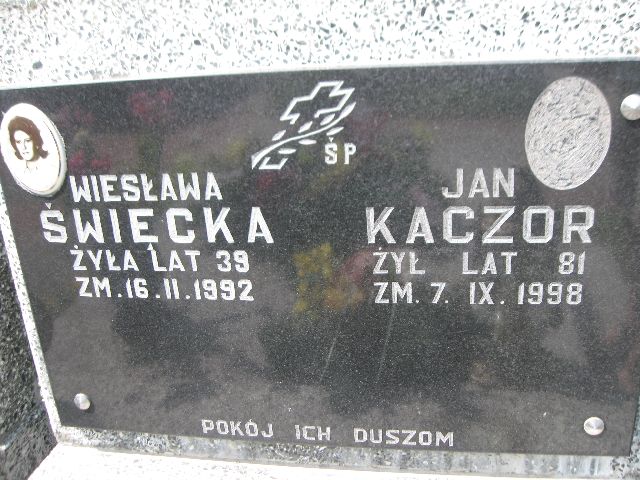 ŚP
WIESŁAWA
ŚWIĘCKA
ŻYŁA LAT 39
ZM. 16. II. 1992
JAN
KACZOR
ŻYŁ LAT 81
ZM. 7. IX. 1998
POKÓJ ICH DUSZOM